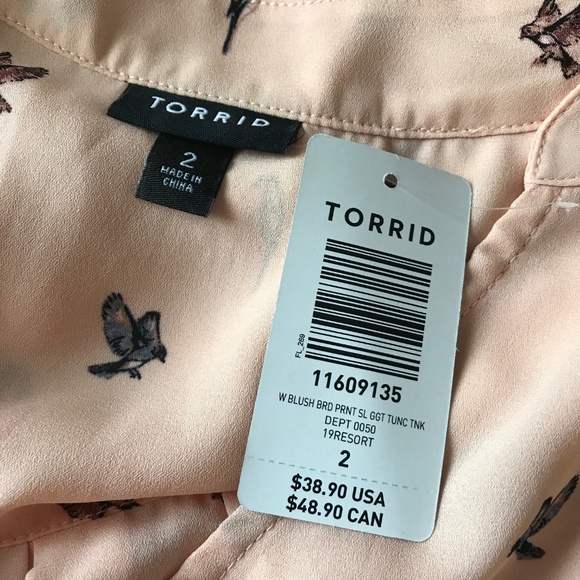 TORRID
2
MADE IN
CHINA
TORRID
FL_269
11609135
W BLUSH BRD PRNT SL GGT TUNC TNK
DEPT 0050
19RESORT
2
$38.90 USA
$48.90 CAN